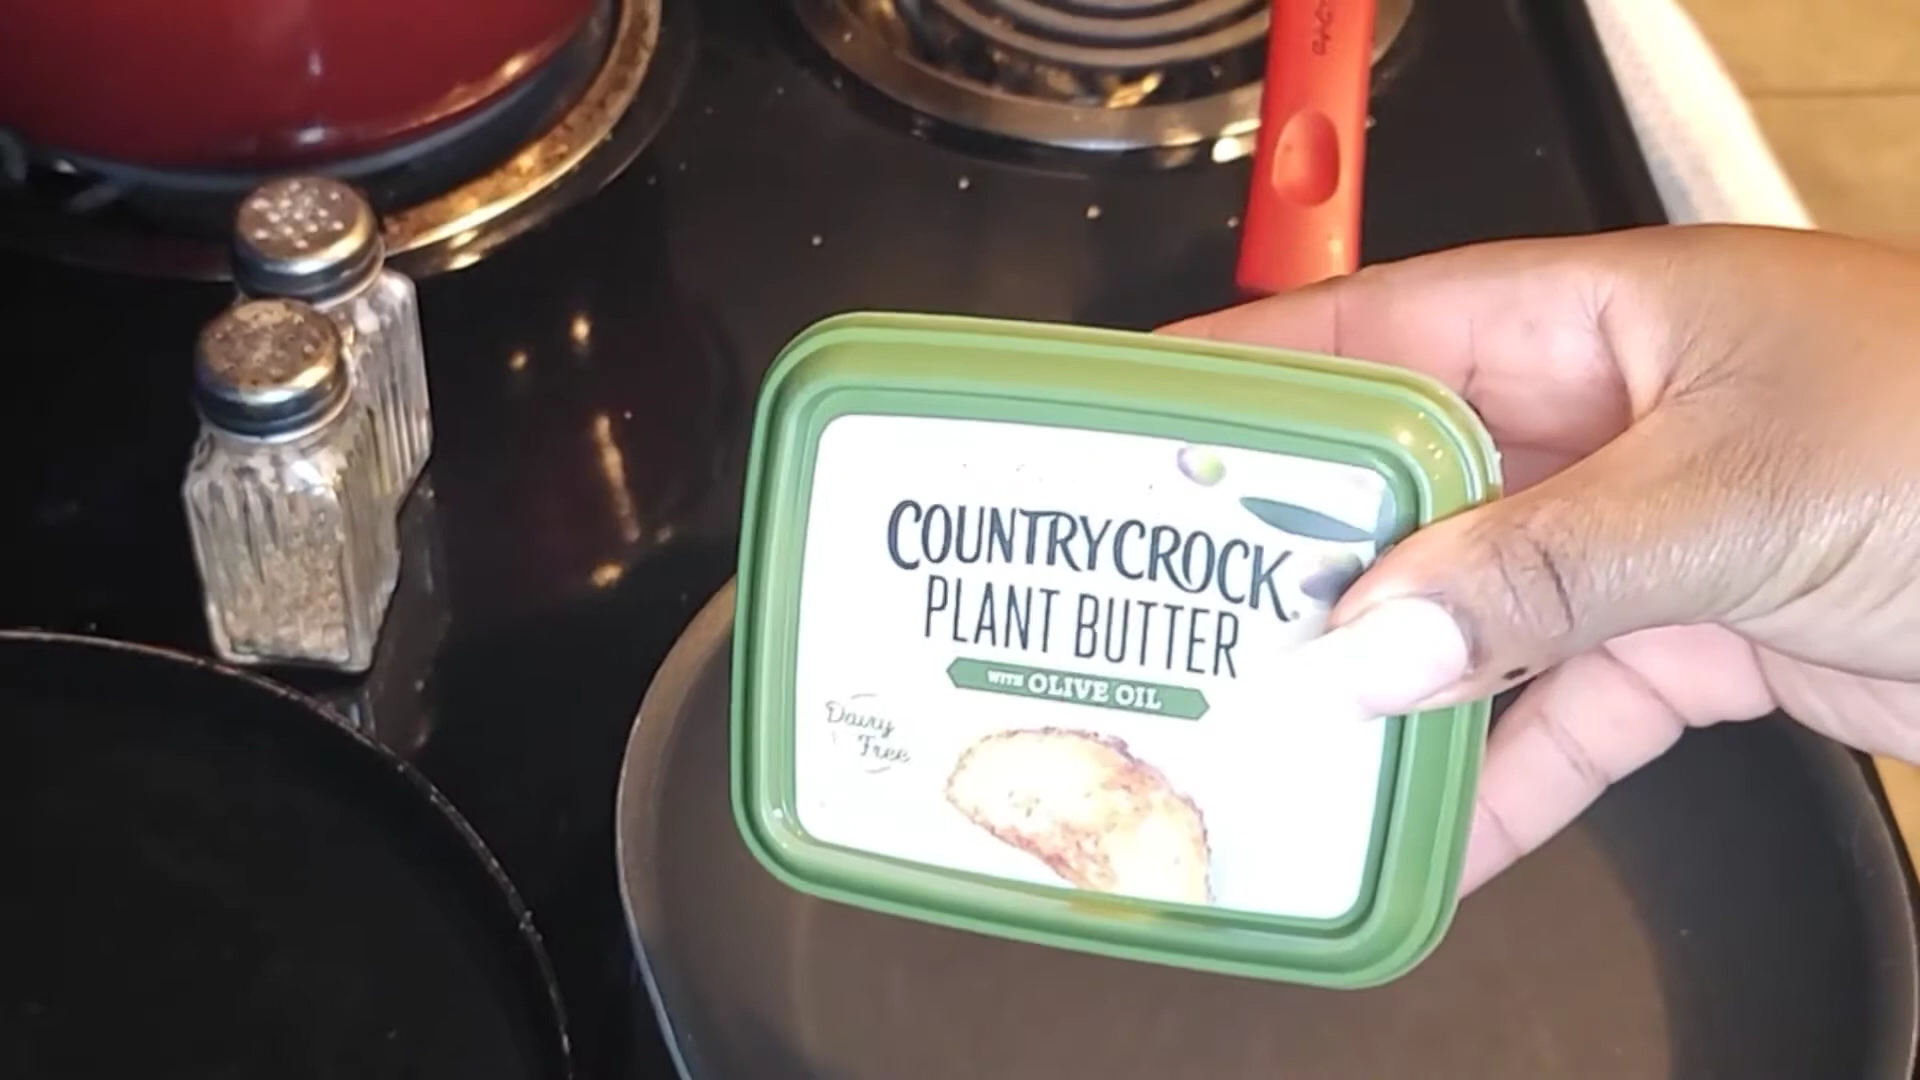 COUNTRY CROCK
PLANT BUTTER
WITH OLIVE OIL
Dairy
Free